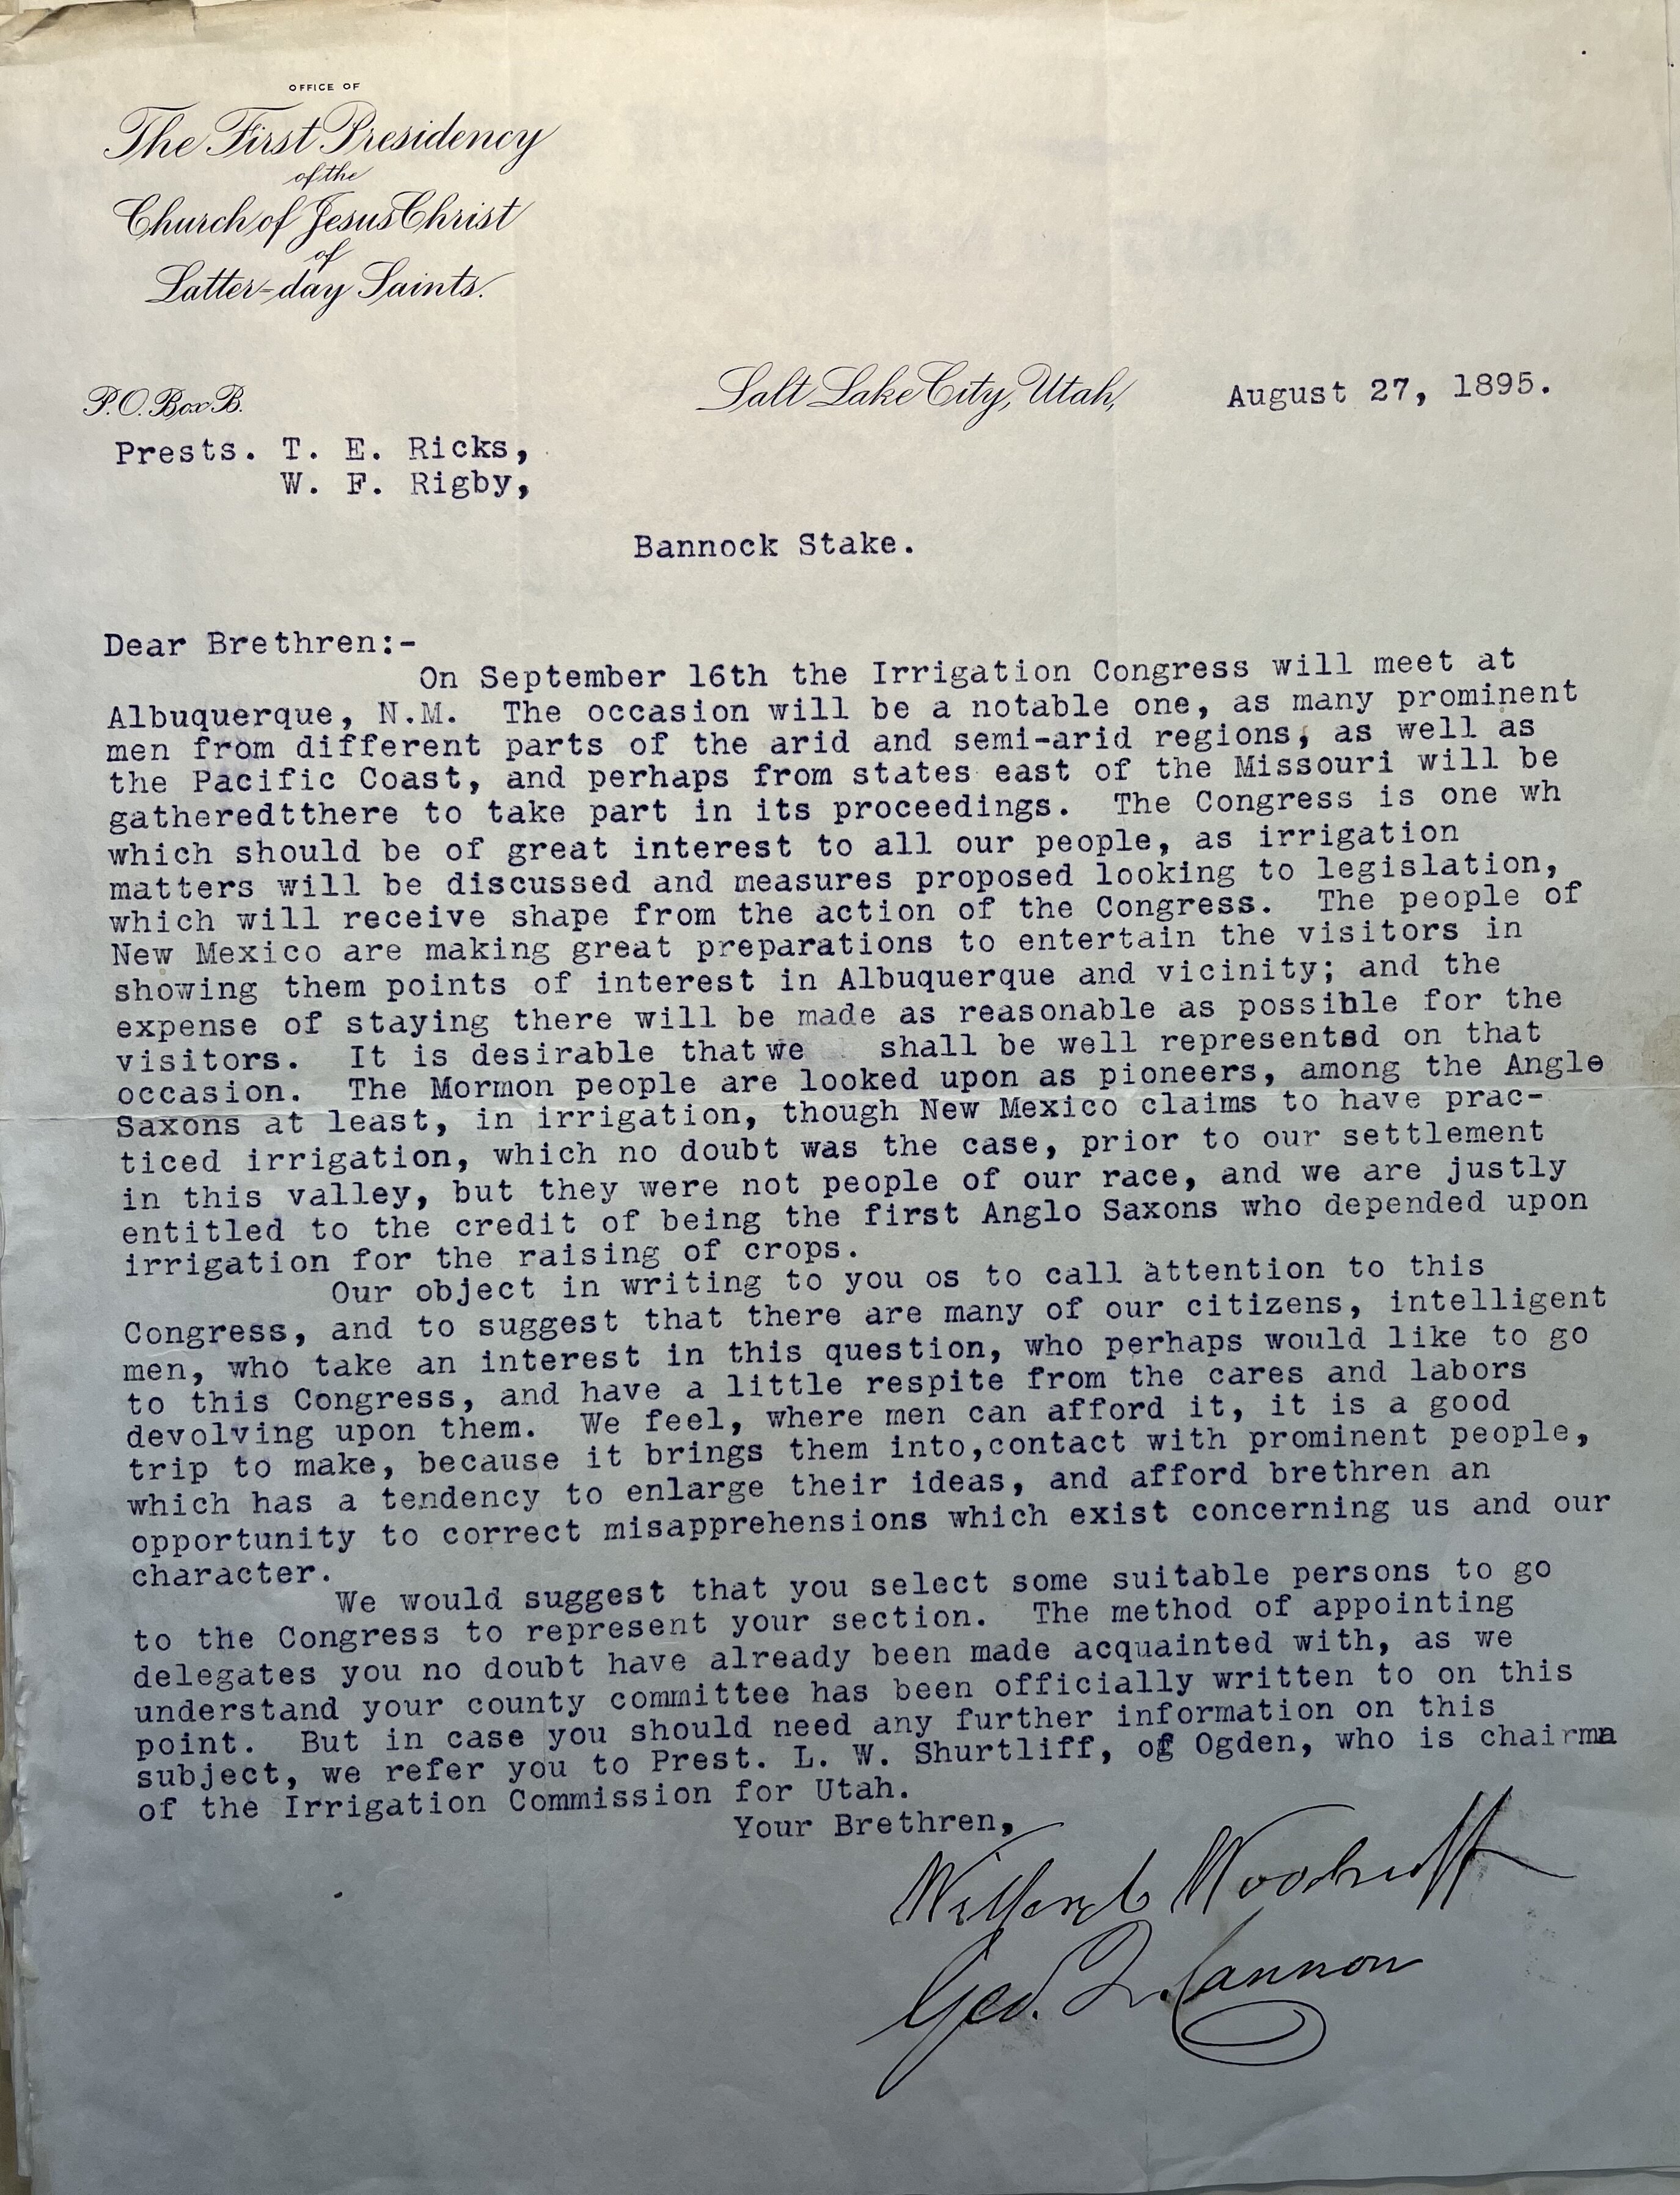 OFFICE OF
The First Presidency
of the
Church of Jesus Christ
of
Latter-day Saints.
P.O. Box B.
Salt Lake City, Utah, August 27, 1895.
Prests. T. E. Ricks,
W. F. Rigby,
Bannock Stake.
Dear Brethren:-
On September 16th the Irrigation Congress will meet at
Albuquerque, N.M. The occasion will be a notable one, as many prominent
men from different parts of the arid and semi-arid regions, as well as
the Pacific Coast, and perhaps from states east of the Missouri will be
gatheredtthere to take part in its proceedings. The Congress is one wh
which should be of great interest to all our people, as irrigation
matters will be discussed and measures proposed looking to legislation,
which will receive shape from the action of the Congress. The people of
New Mexico are making great preparations to entertain the visitors in
showing them points of interest in Albuquerque and vicinity; and the
expense of staying there will be made as reasonable as possible for the
visitors. It is desirable that we shall be well represented on that
occasion. The Mormon people are looked upon as pioneers, among the Anglo
Saxons at least, in irrigation, though New Mexico claims to have prac-
ticed irrigation, which no doubt was the case, prior to our settlement
in this valley, but they were not people of our race, and we are justly
entitled to the credit of being the first Anglo Saxons who depended upon
irrigation for the raising of crops.
Our object in writing to you os to call attention to this
Congress, and to suggest that there are many of our citizens, intelligent
men, who take an interest in this question, who perhaps would like to go
to this Congress, and have a little respite from the cares and labors
devolving upon them. We feel, where men can afford it, it is a good
trip to make, because it brings them into,contact with prominent people,
which has a tendency to enlarge their ideas, and afford brethren an
opportunity to correct misapprehensions which exist concerning us and our
character.
We would suggest that you select some suitable persons to go
to the Congress to represent your section. The method of appointing
delegates you no doubt have already been made acquainted with, as we
understand your county committee has been officially written to on this
point. But in case you should need any further information on this
subject, we refer you to Prest. L. W. Shurtliff, of Ogden, who is chairma
of the Irrigation Commission for Utah.
Your Brethren,
Wilford Woodruff
Geo. Q. Cannon